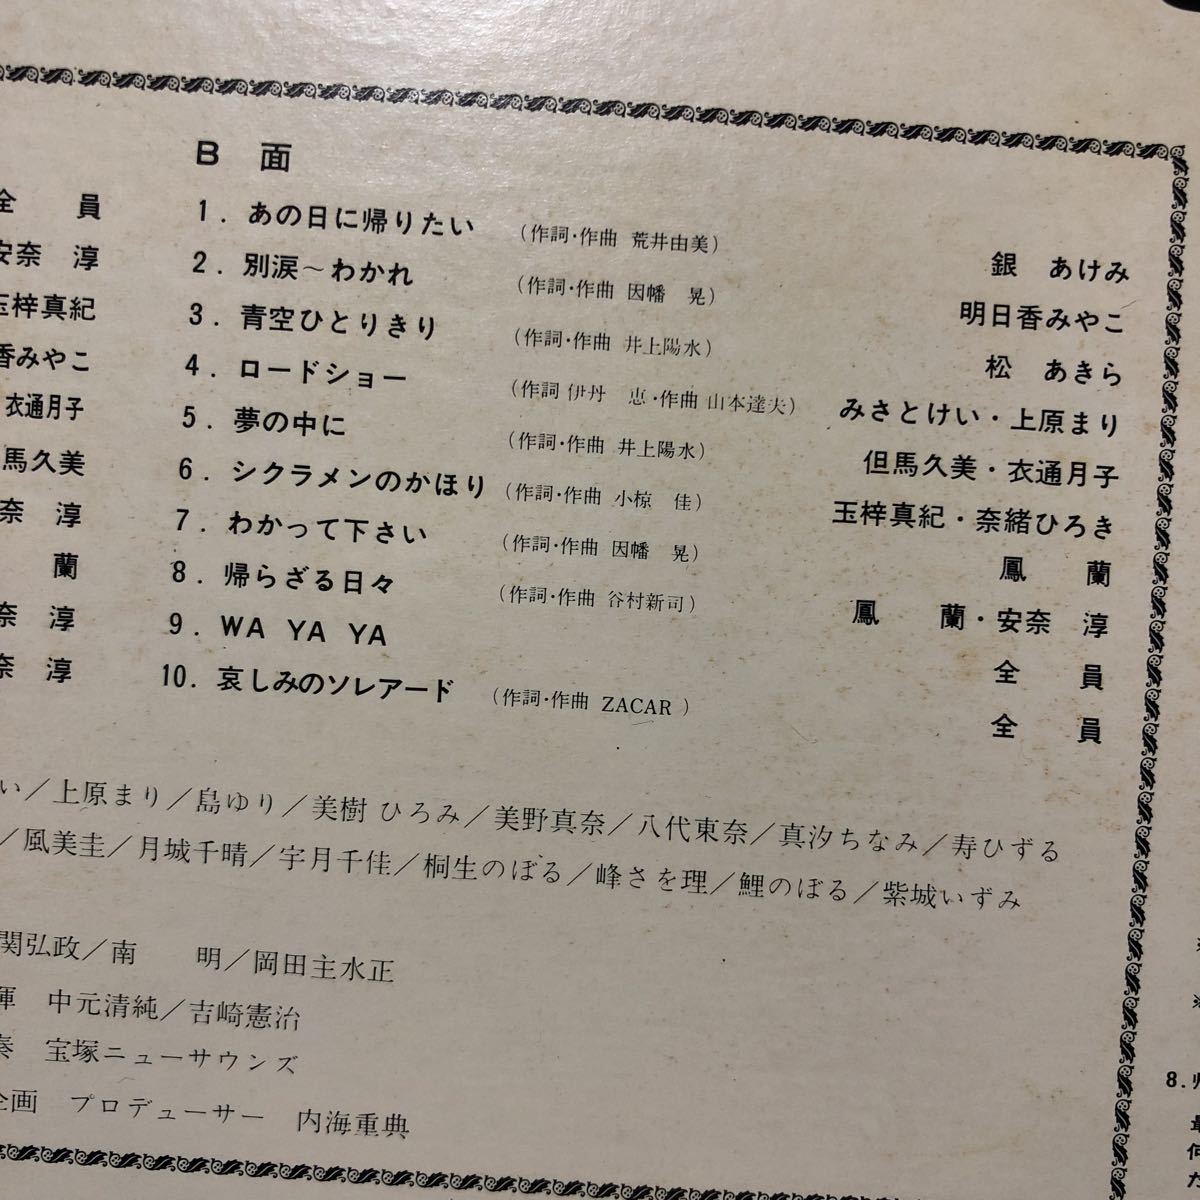 B 面
全 員
1. あの日に帰りたい (作詞・作曲 荒井由美) 銀 あけみ
安奈 淳
2. 別涙～わかれ (作詞・作曲 因幡 晃) 明日香みやこ
玉梓真紀
3. 青空ひとりきり (作詞・作曲 井上陽水) 松 あきら
香みやこ
4. ロードショー (作詞 伊丹 恵・作曲 山本達夫) みさとけい・上原まり
衣通月子
5. 夢の中に (作詞・作曲 井上陽水) 但馬久美・衣通月子
馬久美
6. シクラメンのかほり (作詞・作曲 小椋 佳) 玉梓真紀・奈緒ひろき
奈 淳
7. わかって下さい (作詞・作曲 因幡 晃) 鳳 蘭
蘭
8. 帰らざる日々 (作詞・作曲 谷村新司) 鳳 蘭・安奈 淳
奈 淳
9. WA YA YA 全 員
奈 淳
10. 哀しみのソレアード (作詞・作曲 ZACAR ) 全 員
い／上原まり／島ゆり／美樹 ひろみ／美野真奈／八代東奈／真汐ちなみ／寿ひずる
／風美圭／月城千晴／宇月千佳／桐生のぼる／峰さを理／鯉のぼる／紫城いずみ
関弘政／南 明／岡田主水正
揮 中元清純／吉崎憲治
奏 宝塚ニューサウンズ
企画 プロデューサー 内海重典
8.